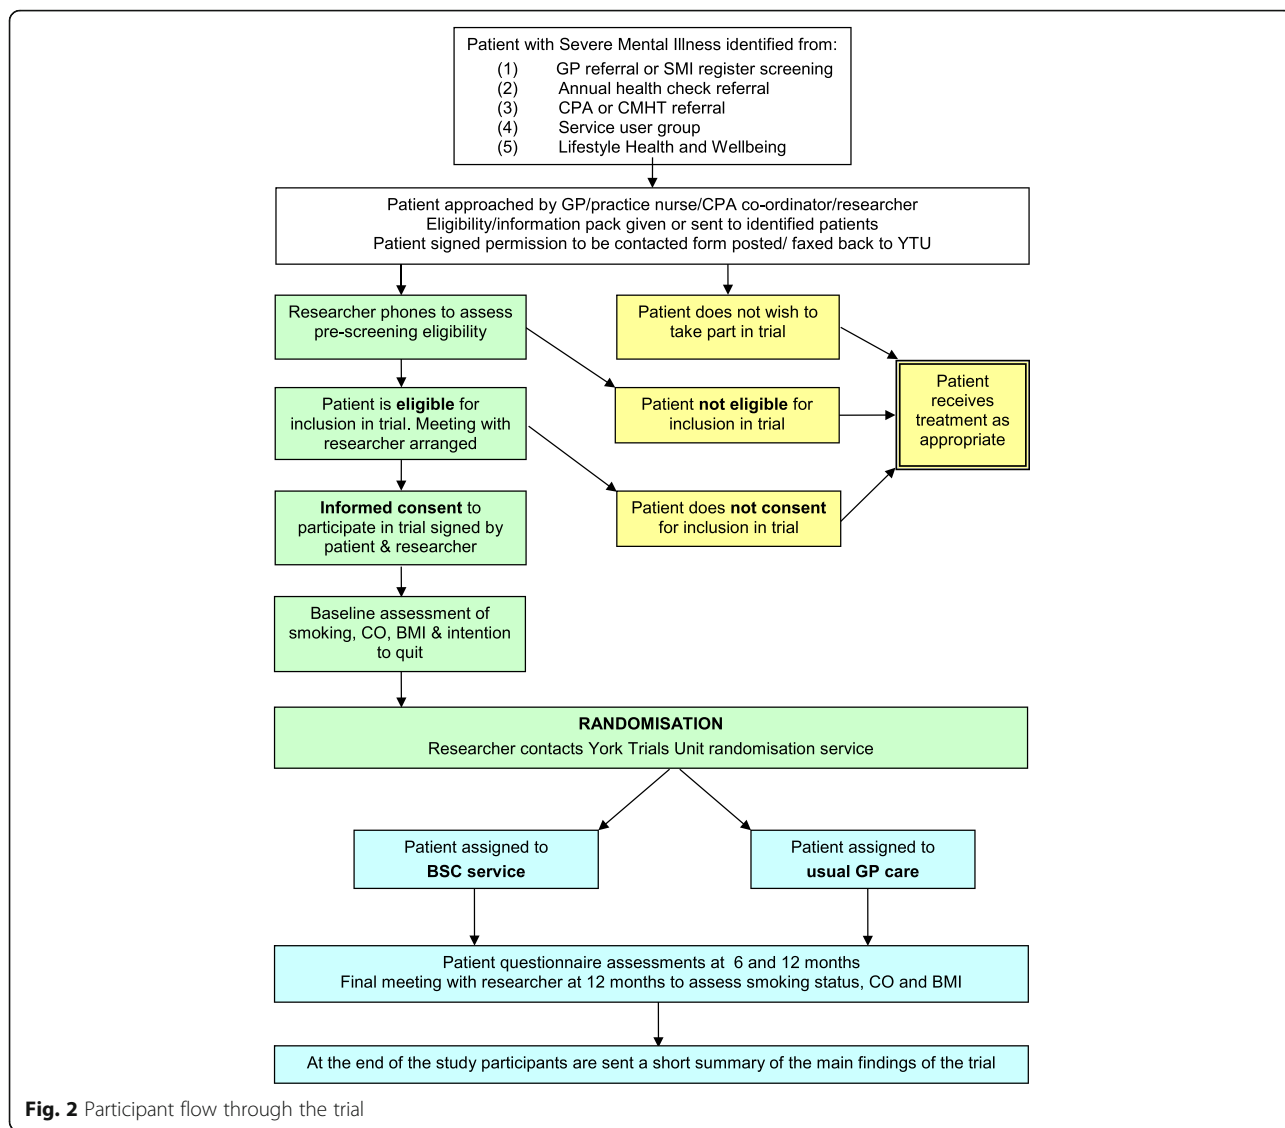 Patient with Severe Mental Illness identified from:
(1) GP referral or SMI register screening
(2) Annual health check referral
(3) CPA or CMHT referral
(4) Service user group
(5) Lifestyle Health and Wellbeing
Patient approached by GP/practice nurse/CPA co-ordinator/researcher
Eligibility/information pack given or sent to identified patients
Patient signed permission to be contacted form posted/ faxed back to YTU
Researcher phones to assess
pre-screening eligibility
Patient does not wish to
take part in trial
Patient
receives
treatment as
appropriate
Patient is eligible for
inclusion in trial. Meeting with
researcher arranged
Patient not eligible for
inclusion in trial
Informed consent to
participate in trial signed by
patient & researcher
Patient does not consent
for inclusion in trial
Baseline assessment of
smoking, CO, BMI & intention
to quit
RANDOMISATION
Researcher contacts York Trials Unit randomisation service
Patient assigned to
BSC service
Patient assigned to
usual GP care
Patient questionnaire assessments at 6 and 12 months
Final meeting with researcher at 12 months to assess smoking status, CO and BMI
At the end of the study participants are sent a short summary of the main findings of the trial
Fig. 2 Participant flow through the trial